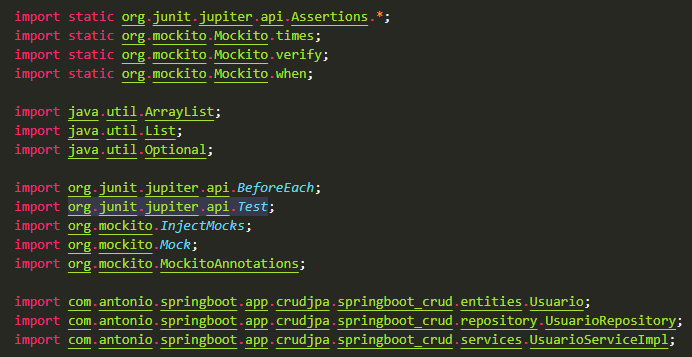 import static org.junit.jupiter.api.Assertions.*;
import static org.mockito.Mockito.times;
import static org.mockito.Mockito.verify;
import static org.mockito.Mockito.when;
import java.util.ArrayList;
import java.util.List;
import java.util.Optional;
import org.junit.jupiter.api.BeforeEach;
import org.junit.jupiter.api.Test;
import org.mockito.InjectMocks;
import org.mockito.Mock;
import org.mockito.MockitoAnnotations;
import com.antonio.springboot.app.crudjpa.springboot_crud.entities.Usuario;
import com.antonio.springboot.app.crudjpa.springboot_crud.repository.UsuarioRepository;
import com.antonio.springboot.app.crudjpa.springboot_crud.services.UsuarioServiceImpl;